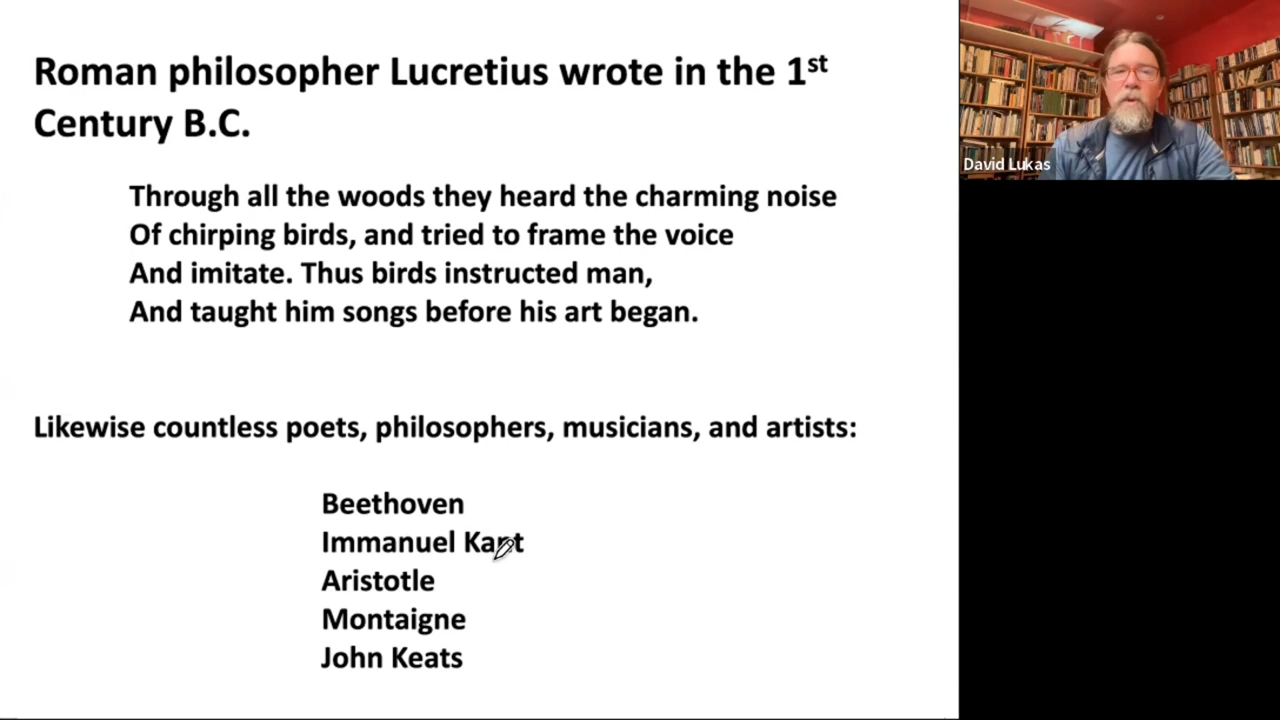 Roman philosopher Lucretius wrote in the 1st
Century B.C.
Through all the woods they heard the charming noise
Of chirping birds, and tried to frame the voice
And imitate. Thus birds instructed man,
And taught him songs before his art began.
Likewise countless poets, philosophers, musicians, and artists:
Beethoven
Immanuel Kant
Aristotle
Montaigne
John Keats
David Lukas